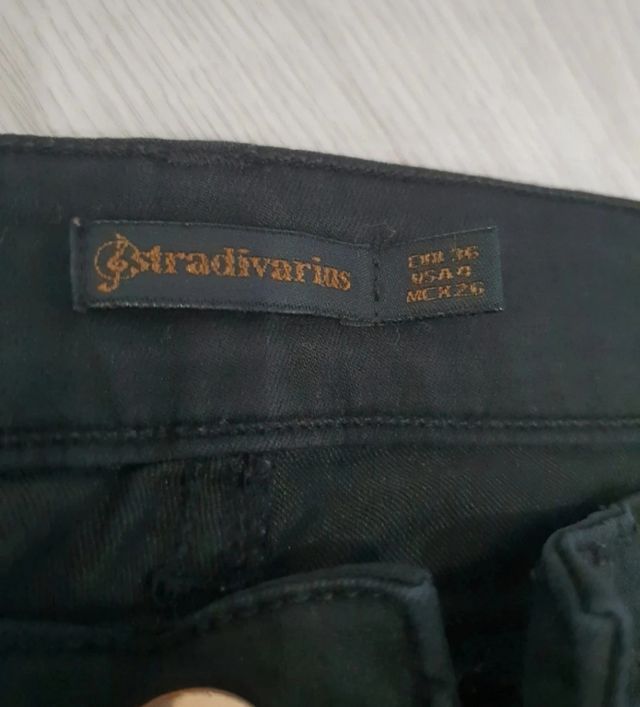 Stradivarius
EUR 36
USA 4
MEX 26